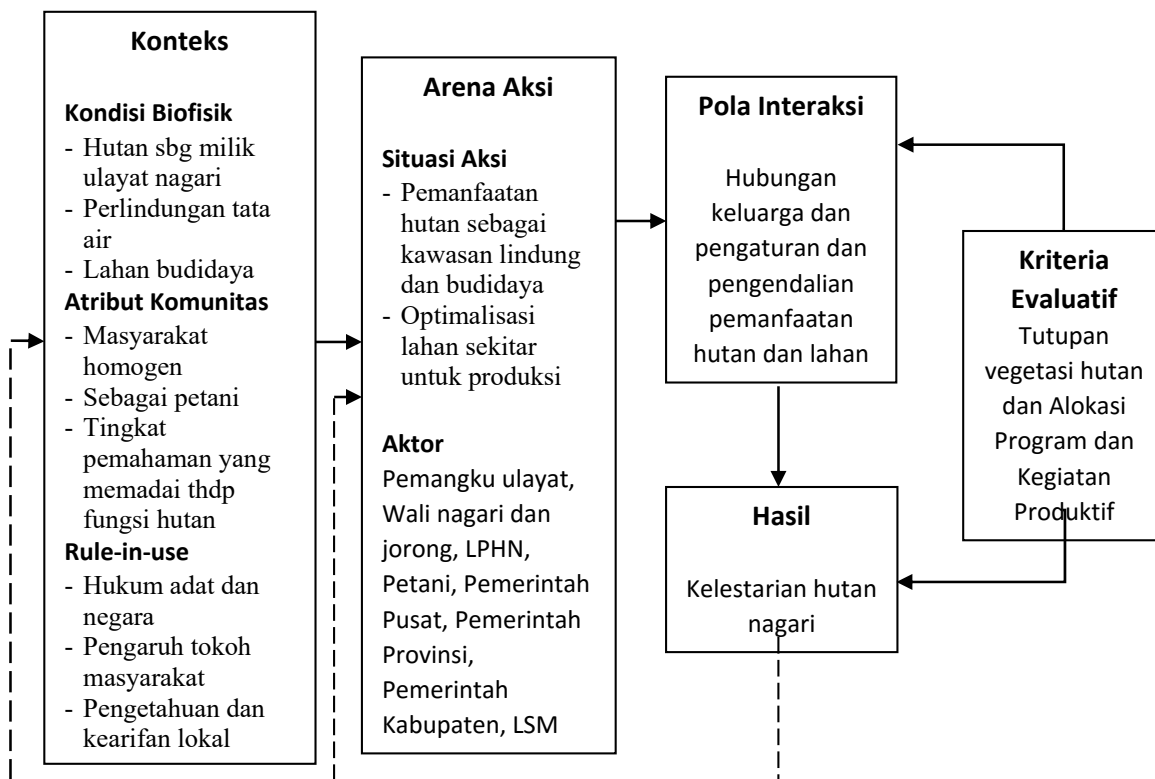 Konteks
Kondisi Biofisik
- Hutan sbg milik
ulayat nagari
- Perlindungan tata
air
- Lahan budidaya
Atribut Komunitas
- Masyarakat
homogen
- Sebagai petani
- Tingkat
pemahaman yang
memadai thdp
fungsi hutan
Rule-in-use
- Hukum adat dan
negara
- Pengaruh tokoh
masyarakat
- Pengetahuan dan
kearifan lokal
Arena Aksi
Situasi Aksi
- Pemanfaatan
hutan sebagai
kawasan lindung
dan budidaya
- Optimalisasi
lahan sekitar
untuk produksi
Aktor
Pemangku ulayat,
Wali nagari dan
jorong, LPHN,
Petani, Pemerintah
Pusat, Pemerintah
Provinsi,
Pemerintah
Kabupaten, LSM
Pola Interaksi
Hubungan
keluarga dan
pengaturan dan
pengendalian
pemanfaatan
hutan dan lahan
Hasil
Kelestarian hutan
nagari
Kriteria
Evaluatif
Tutupan
vegetasi hutan
dan Alokasi
Program dan
Kegiatan
Produktif